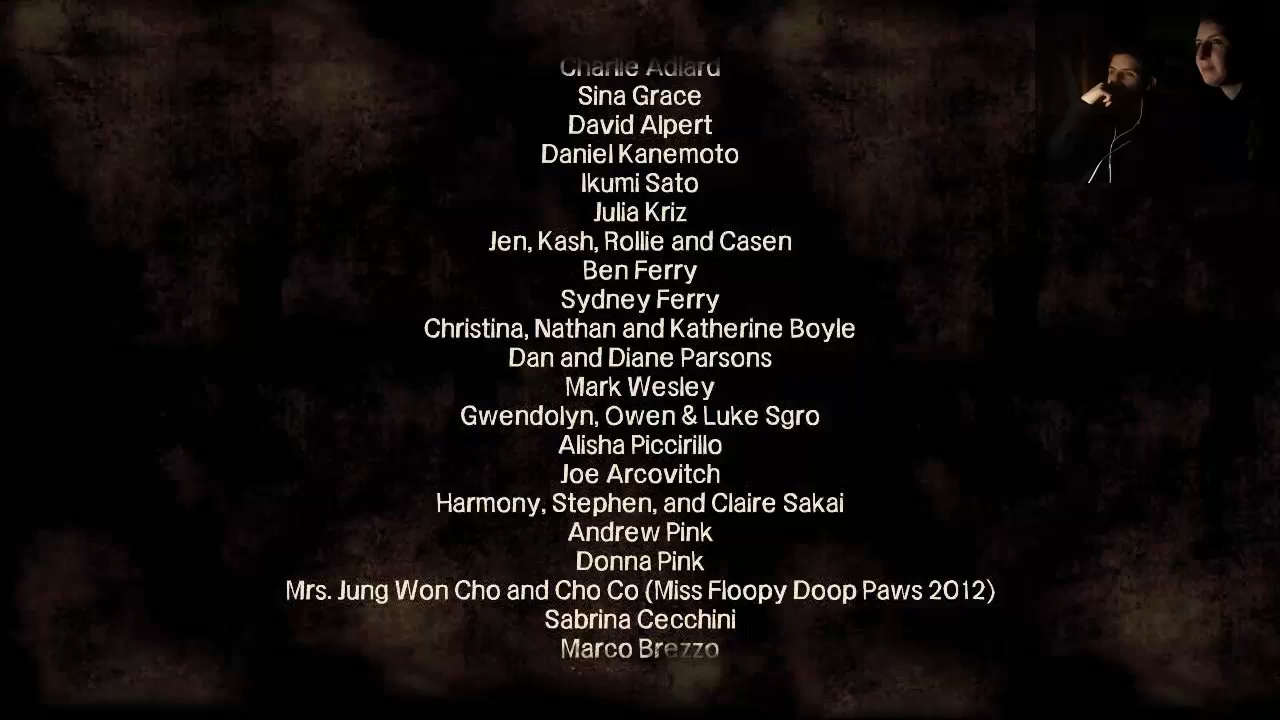 Charlie Adlard
Sina Grace
David Alpert
Daniel Kanemoto
Ikumi Sato
Julia Kriz
Jen, Kash, Rollie and Casen
Ben Ferry
Sydney Ferry
Christina, Nathan and Katherine Boyle
Dan and Diane Parsons
Mark Wesley
Gwendolyn, Owen & Luke Sgro
Alisha Piccirillo
Joe Arcovitch
Harmony, Stephen, and Claire Sakai
Andrew Pink
Donna Pink
Mrs. Jung Won Cho and Cho Co (Miss Floopy Doop Paws 2012)
Sabrina Cecchini
Marco Brezzo